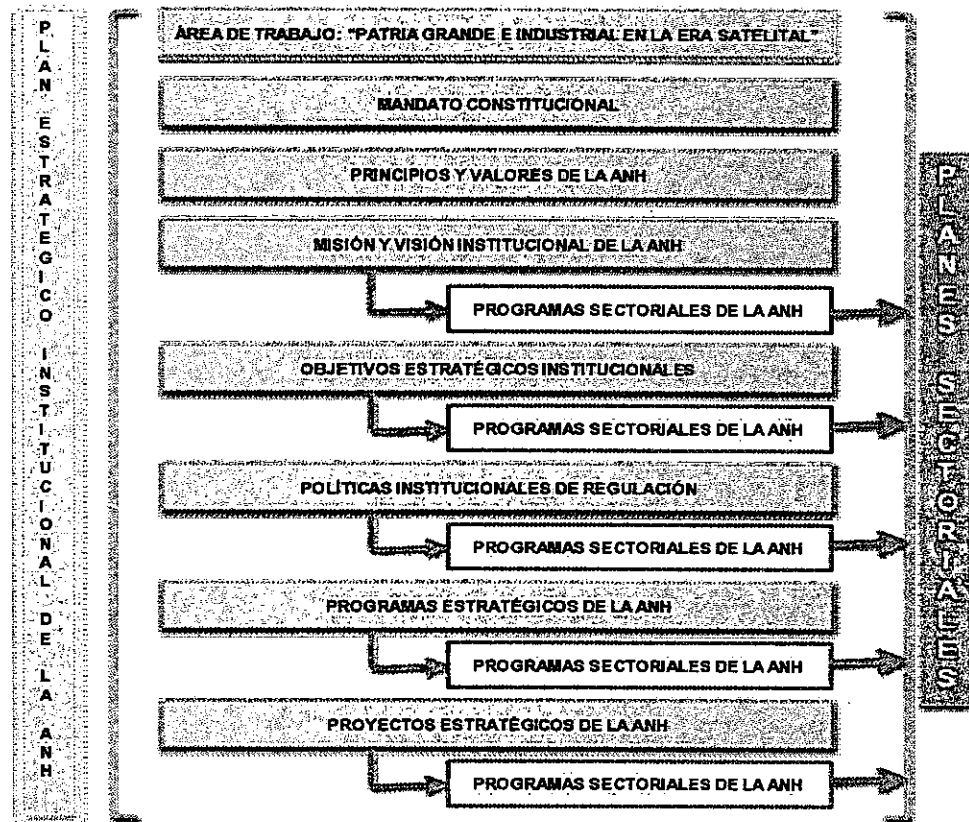 PLAN ESTRATEGICO INSTITUCIONAL DE LA ANH
ÁREA DE TRABAJO: "PATRIA GRANDE E INDUSTRIAL EN LA ERA SATELITAL"
MANDATO CONSTITUCIONAL
PRINCIPIOS Y VALORES DE LA ANH
MISIÓN Y VISIÓN INSTITUCIONAL DE LA ANH
PROGRAMAS SECTORIALES DE LA ANH
OBJETIVOS ESTRATÉGICOS INSTITUCIONALES
PROGRAMAS SECTORIALES DE LA ANH
POLÍTICAS INSTITUCIONALES DE REGULACIÓN
PROGRAMAS SECTORIALES DE LA ANH
PROGRAMAS ESTRATÉGICOS DE LA ANH
PROGRAMAS SECTORIALES DE LA ANH
PROYECTOS ESTRATÉGICOS DE LA ANH
PROGRAMAS SECTORIALES DE LA ANH
PLANES SECTORIALES